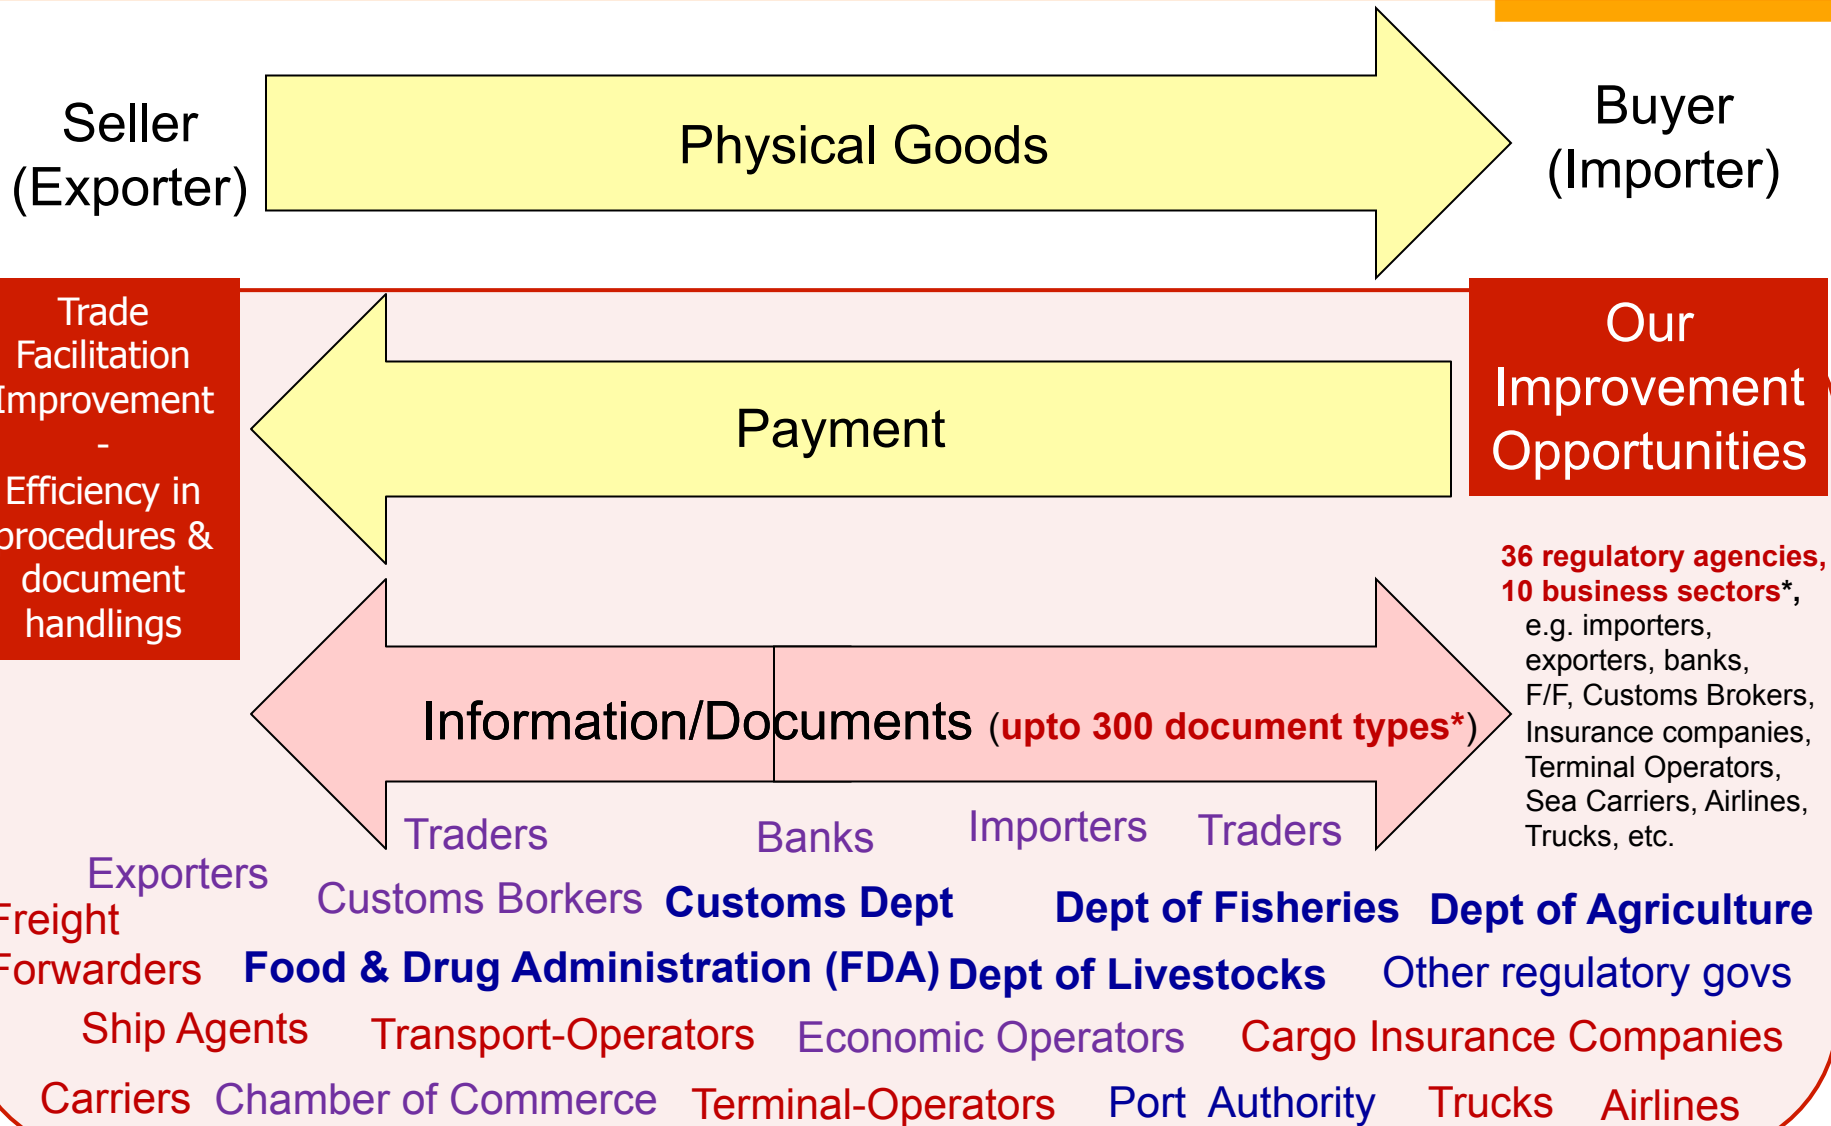 Seller
(Exporter)
Physical Goods
Buyer
(Importer)
Trade
Facilitation
Improvement
-
Efficiency in
procedures &
document
handlings
Payment
Our
Improvement
Opportunities
36 regulatory agencies,
10 business sectors*,
e.g. importers,
exporters, banks,
F/F, Customs Brokers,
Insurance companies,
Terminal Operators,
Sea Carriers, Airlines,
Trucks, etc.
Information/Documents (upto 300 document types*)
Traders
Banks
Importers
Traders
Exporters
Customs Borkers
Customs Dept
Dept of Fisheries
Dept of Agriculture
Freight
Forwarders
Food & Drug Administration (FDA)
Dept of Livestocks
Other regulatory govs
Ship Agents
Transport-Operators
Economic Operators
Cargo Insurance Companies
Carriers
Chamber of Commerce
Terminal-Operators
Port Authority
Trucks
Airlines